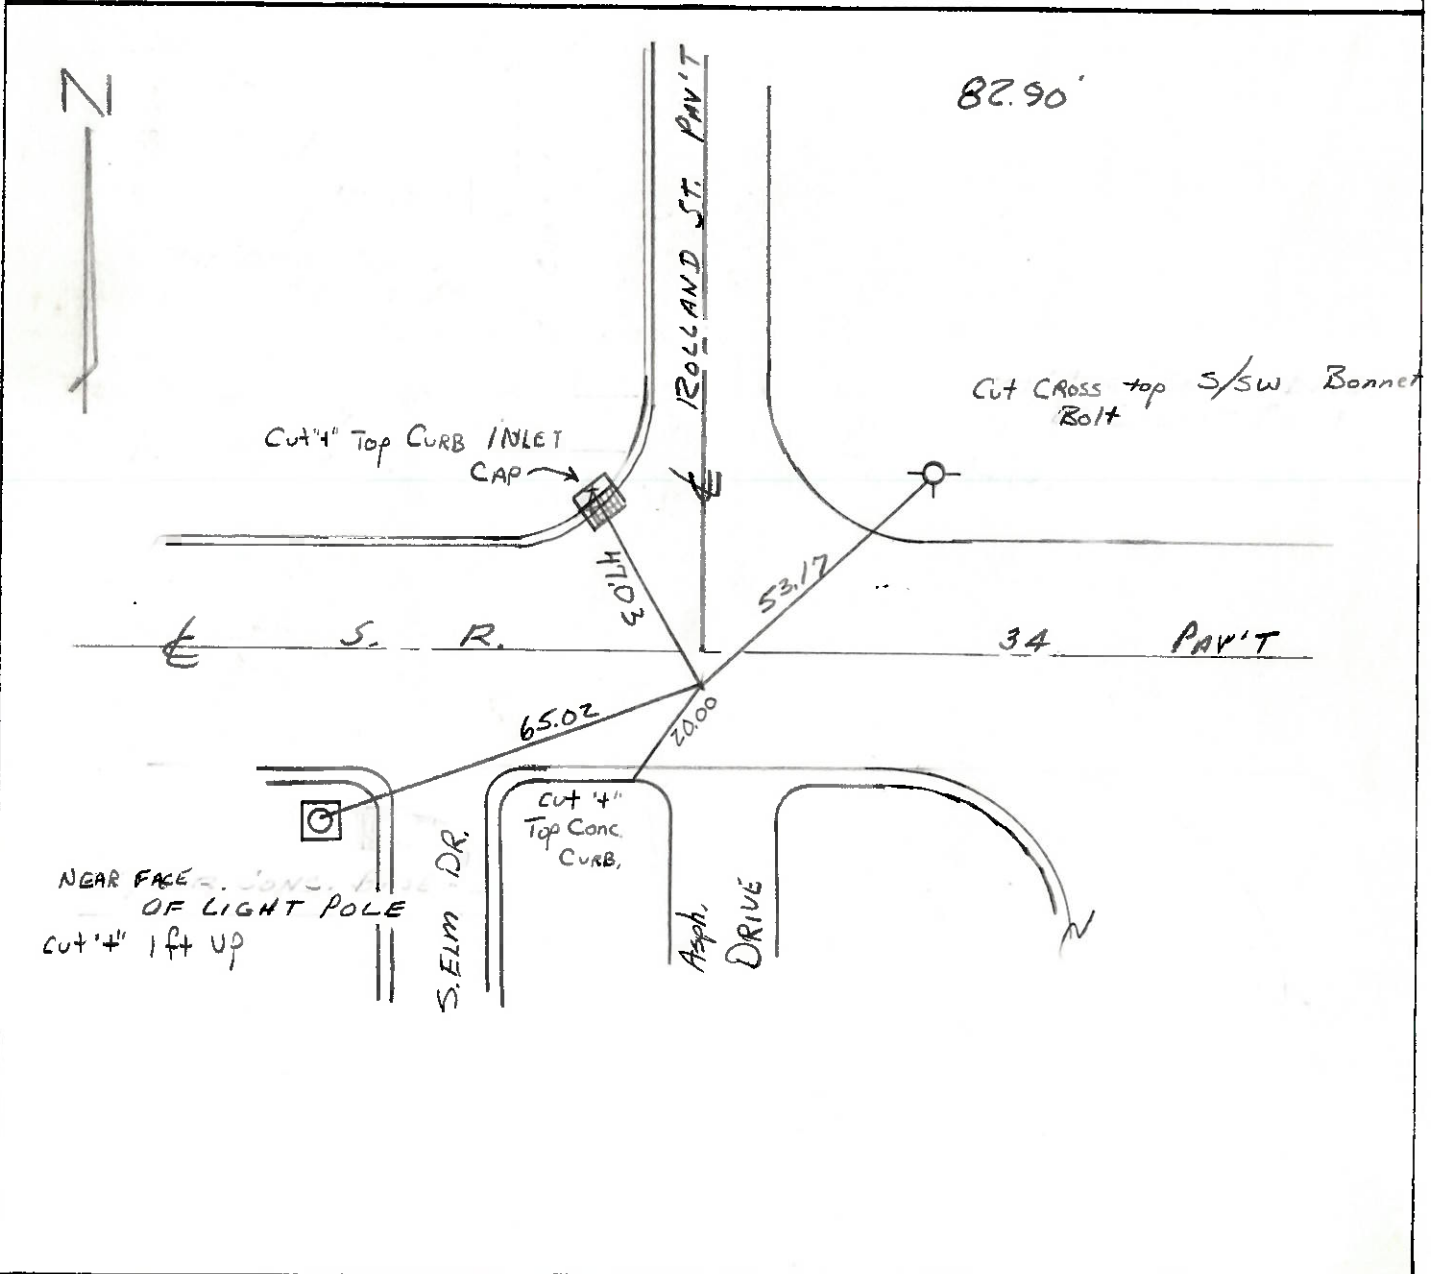 N
82.90'
ROLLAND ST. PAV'T
Cut CROSS top S/SW Bonnet
Bolt
Cut "+" Top CURB INLET
CAP
℄
47.03
53.17
℄ S. R. 34 PAV'T
65.02
20.00
Cut "+"
Top Conc.
CURB.
NEAR FACE
OF LIGHT POLE
cut "+" 1 ft up
S. ELM DR.
Asph.
DRIVE